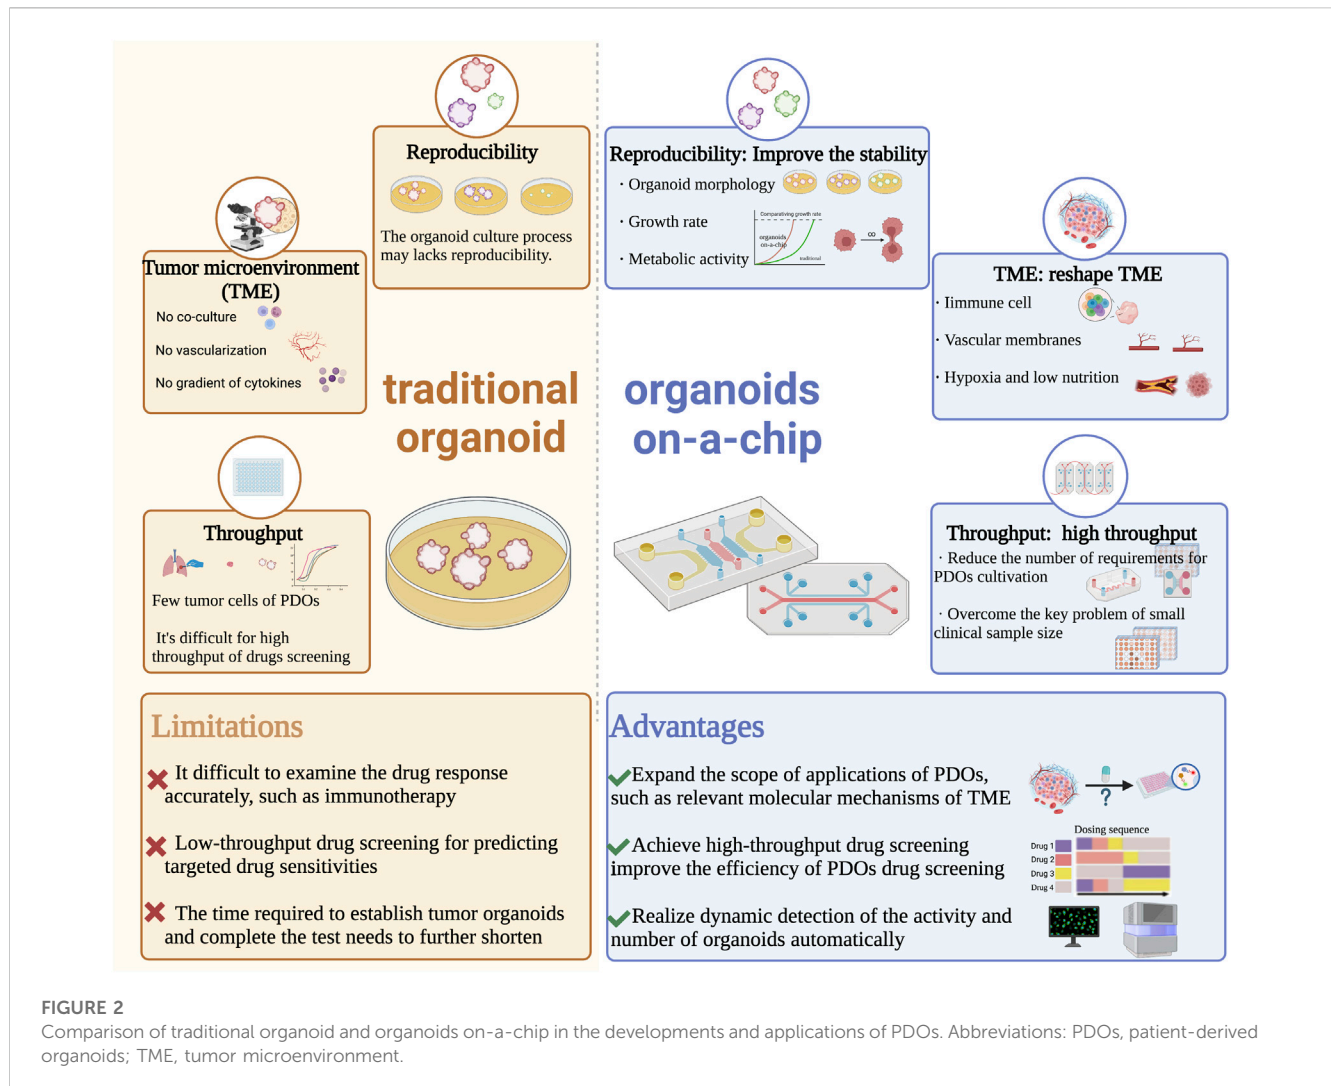 Reproducibility
The organoid culture process
may lacks reproducibility.
Tumor microenvironment
(TME)
No co-culture
No vascularization
No gradient of cytokines
traditional
organoid
Throughput
Few tumor cells of PDOs
It's difficult for high
throughput of drugs screening
Limitations
It difficult to examine the drug response
accurately, such as immunotherapy
Low-throughput drug screening for predicting
targeted drug sensitivities
The time required to establish tumor organoids
and complete the test needs to further shorten
Reproducibility: Improve the stability
· Organoid morphology
· Growth rate
· Metabolic activity
Comparativing growth rate
organoids
on-a-chip
traditional
∞
TME: reshape TME
· Iimmune cell
· Vascular membranes
· Hypoxia and low nutrition
organoids
on-a-chip
Throughput: high throughput
· Reduce the number of requirements for
PDOs cultivation
· Overcome the key problem of small
clinical sample size
Advantages
Expand the scope of applications of PDOs,
such as relevant molecular mechanisms of TME
?
Achieve high-throughput drug screening
improve the efficiency of PDOs drug screening
Dosing sequence
Drug 1
Drug 2
Drug 3
Drug 4
Realize dynamic detection of the activity and
number of organoids automatically
FIGURE 2
Comparison of traditional organoid and organoids on-a-chip in the developments and applications of PDOs. Abbreviations: PDOs, patient-derived
organoids; TME, tumor microenvironment.